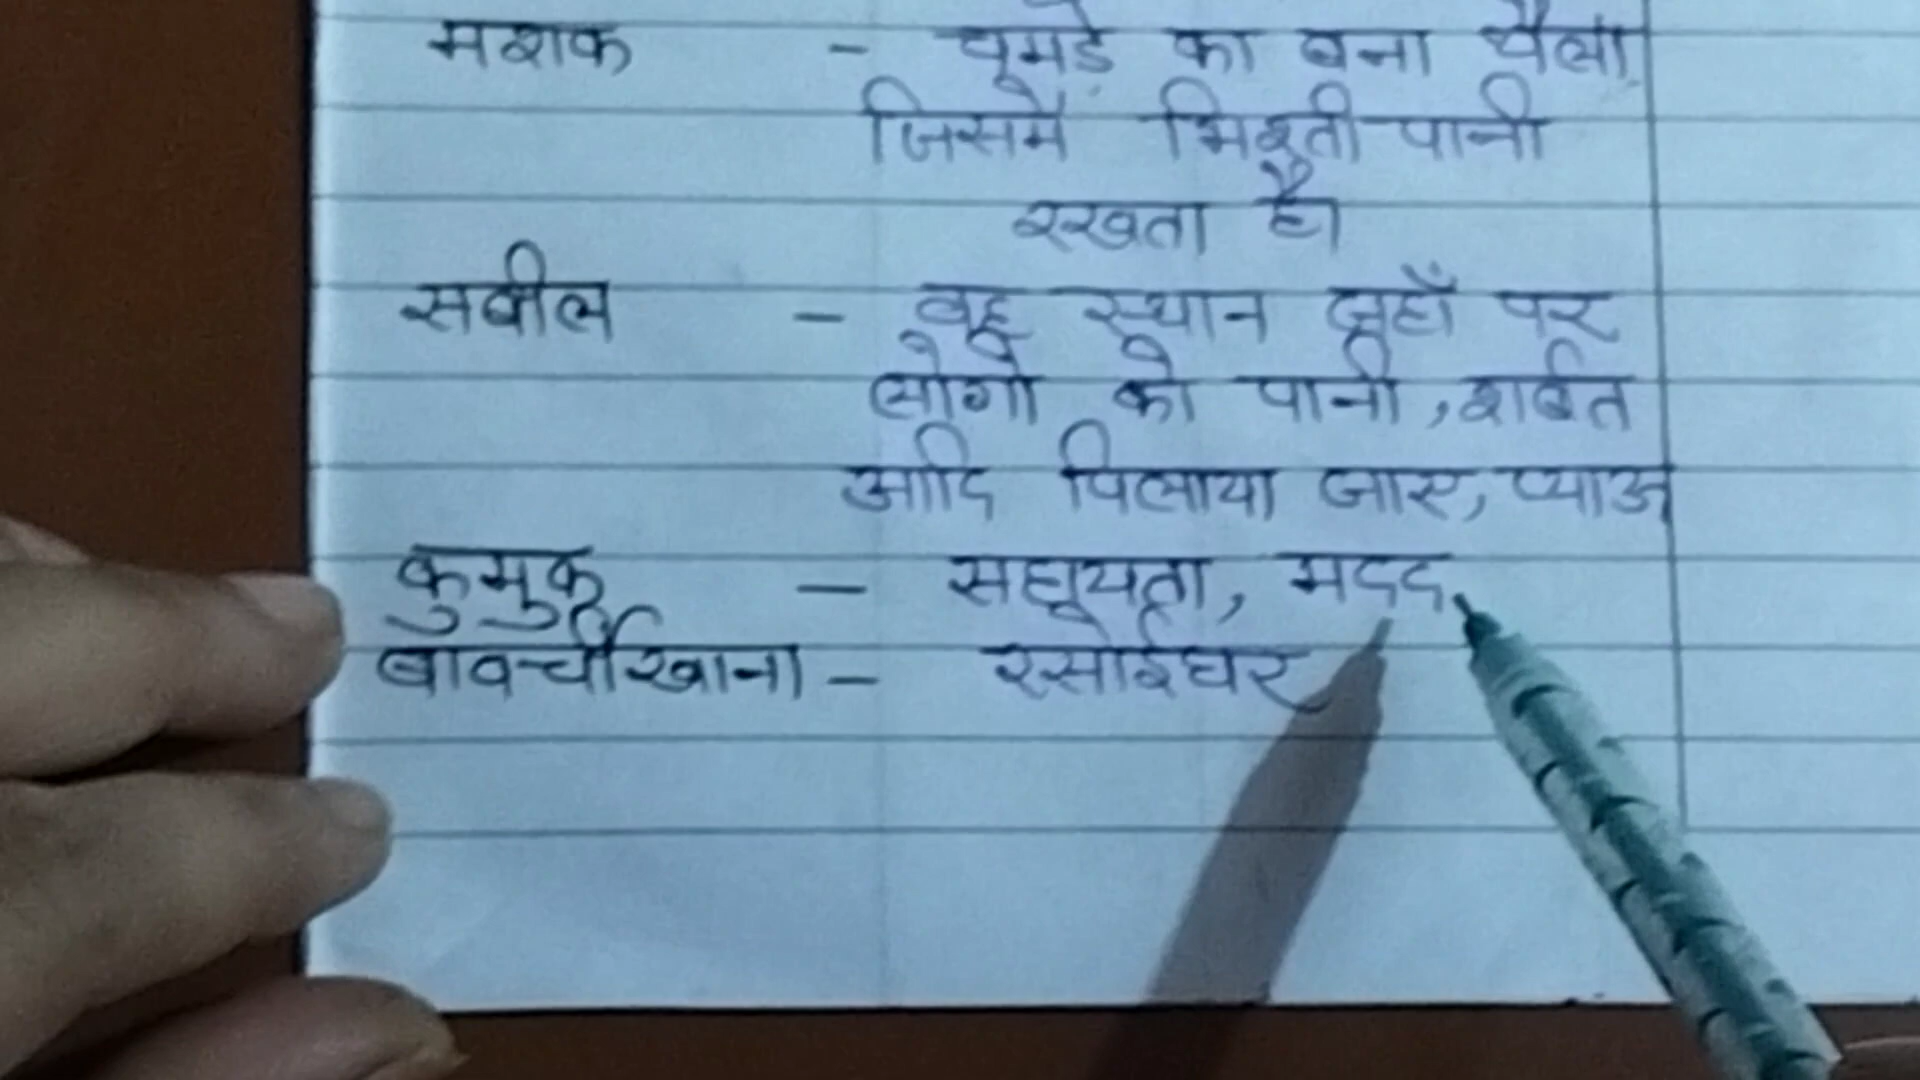 मशक - चमड़े का बना थैला
जिसमें भिश्ती पानी
रखता है।
सबील - वह स्थान जहाँ पर
लोगों को पानी, शर्बत
आदि पिलाया जाए, प्याऊ
कुमुक - सहायता, मदद
बावर्चीखाना - रसोईघर